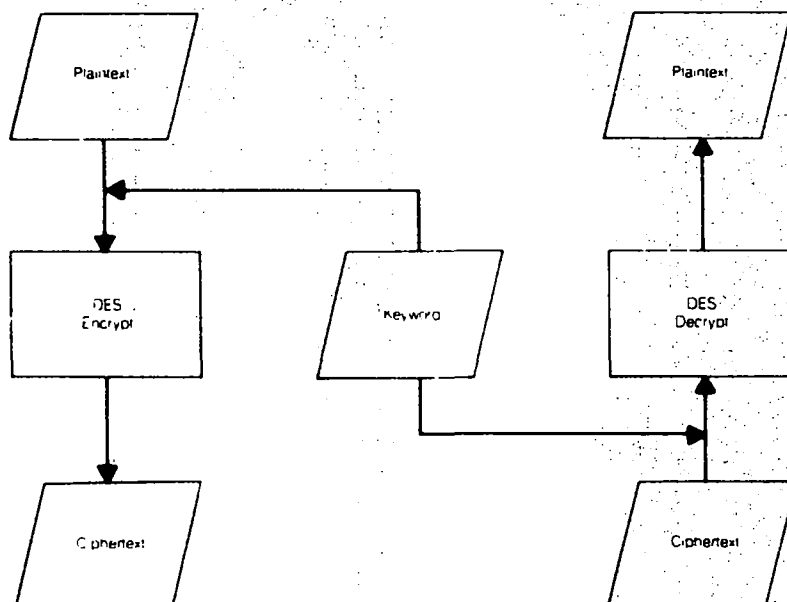 Plaintext
Plaintext
DES
Encrypt
Keyword
DES
Decrypt
Ciphertext
Ciphertext